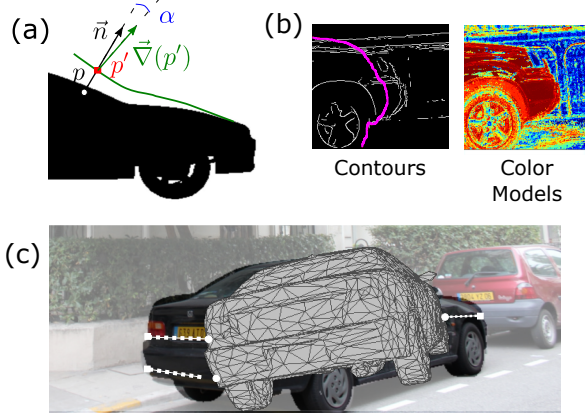 (a)
α
n⃗
∇⃗(p′)
p′
p
(b)
Contours
Color
Models
(c)